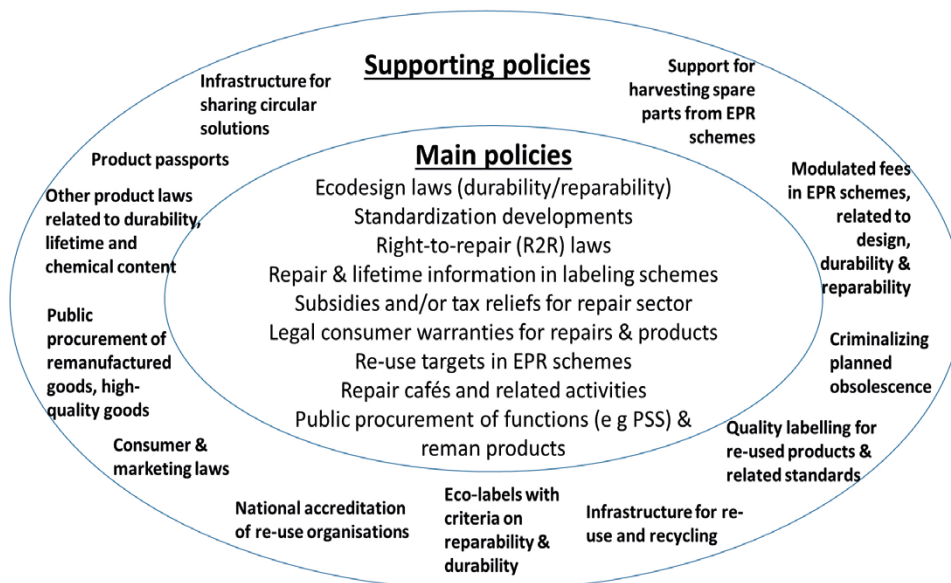 Supporting policies
Infrastructure for
sharing circular
solutions
Support for
harvesting spare
parts from EPR
schemes
Product passports
Other product laws
related to durability,
lifetime and
chemical content
Modulated fees
in EPR schemes,
related to
design,
durability &
reparability
Main policies
Ecodesign laws (durability/reparability)
Standardization developments
Right-to-repair (R2R) laws
Repair & lifetime information in labeling schemes
Subsidies and/or tax reliefs for repair sector
Legal consumer warranties for repairs & products
Re-use targets in EPR schemes
Repair cafés and related activities
Public procurement of functions (e g PSS) &
reman products
Public
procurement of
remanufactured
goods, high-
quality goods
Criminalizing
planned
obsolescence
Consumer &
marketing laws
Quality labelling for
re-used products &
related standards
National accreditation
of re-use organisations
Eco-labels with
criteria on
reparability &
durability
Infrastructure for re-
use and recycling